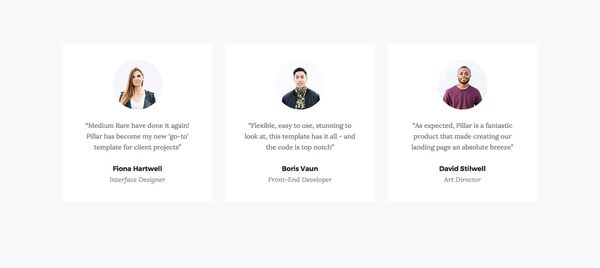 “Medium Rare have done it again!
Pillar has become my new 'go-to'
template for client projects”
Fiona Hartwell
Interface Designer
“Flexible, easy to use, stunning to
look at, this template has it all – and
the code is top notch”
Boris Vaun
Front-End Developer
“As expected, Pillar is a fantastic
product that made creating our
landing page an absolute breeze”
David Stilwell
Art Director